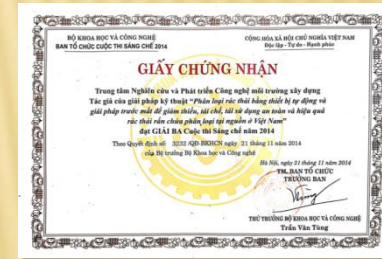 BỘ KHOA HỌC VÀ CÔNG NGHỆ
BAN TỔ CHỨC CUỘC THI SÁNG CHẾ 2014
CỘNG HÒA XÃ HỘI CHỦ NGHĨA VIỆT NAM
Độc lập - Tự do - Hạnh phúc
GIẤY CHỨNG NHẬN
Trung tâm Nghiên cứu và Phát triển Công nghệ môi trường xây dựng
Tác giả của giải pháp kỹ thuật "Phân loại rác thải bằng thiết bị tự động và
giải pháp trước mắt để giảm thiểu, tái chế, tái sử dụng an toàn và hiệu quả
rác thải rắn chưa phân loại tại nguồn ở Việt Nam"
đạt GIẢI BA Cuộc thi Sáng chế năm 2014
Theo Quyết định số 3232 /QĐ-BKHCN ngày 21 tháng 11 năm 2014
của Bộ trưởng Bộ Khoa học và Công nghệ
Hà Nội, ngày 21 tháng 11 năm 2014
TM. BAN TỔ CHỨC
TRƯỞNG BAN
THỨ TRƯỞNG BỘ KHOA HỌC VÀ CÔNG NGHỆ
Trần Văn Tùng